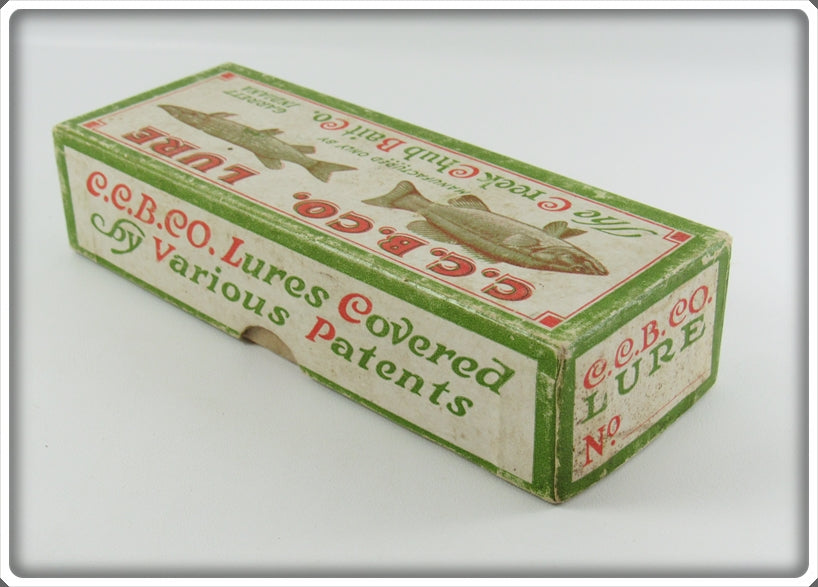 C.C.B.CO. LURE
MANUFACTURED ONLY BY
The Creek Chub Bait Co.
GARRETT
INDIANA
C.C.B.CO. Lures Covered
by Various Patents
C.C.B.CO.
LURE
No.